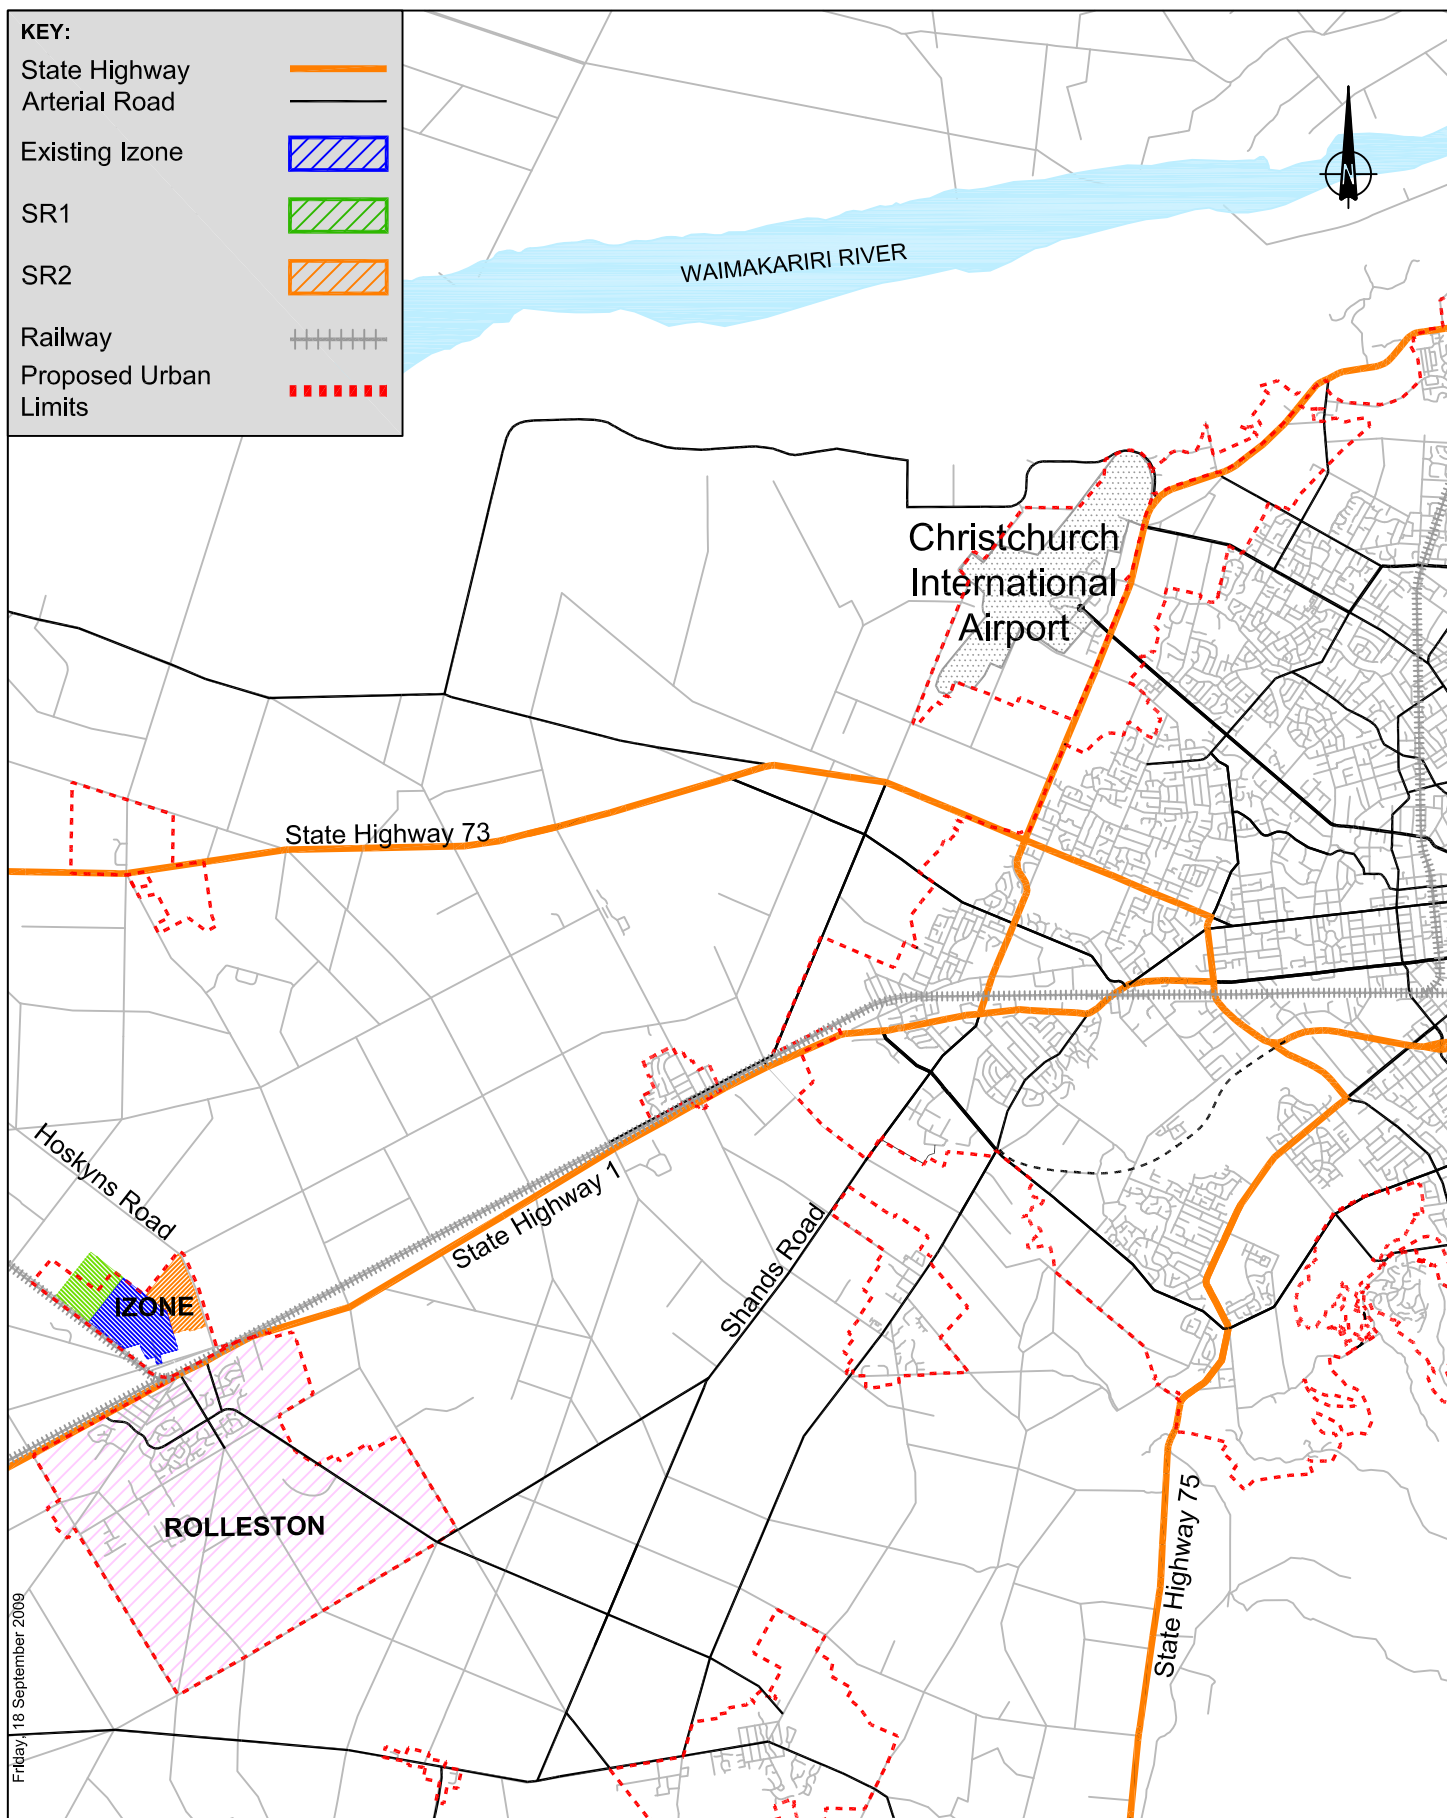 KEY:
State Highway
Arterial Road
Existing Izone
SR1
SR2
Railway
Proposed Urban
Limits
N
WAIMAKARIRI RIVER
Christchurch
International
Airport
State Highway 73
Hoskyns Road
State Highway 1
Shands Road
IZONE
ROLLESTON
State Highway 75
Friday, 18 September 2009